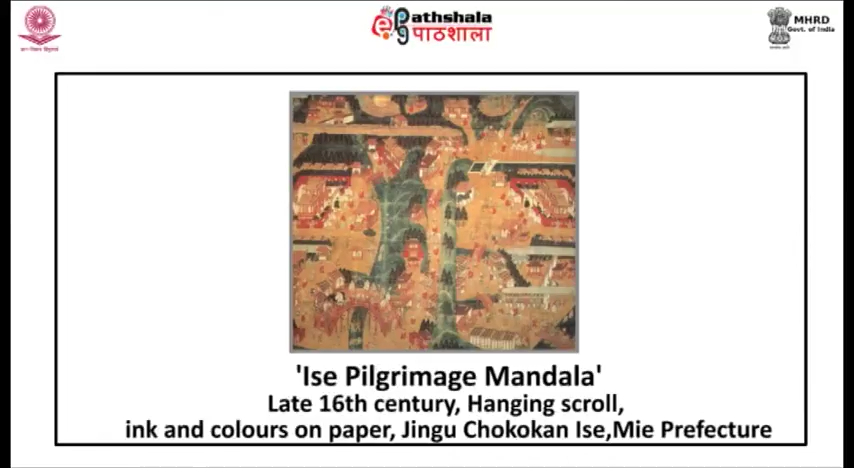 ePathshala
पाठशाला
MHRD
Govt. of India
'Ise Pilgrimage Mandala'
Late 16th century, Hanging scroll,
ink and colours on paper, Jingu Chokokan Ise,Mie Prefecture